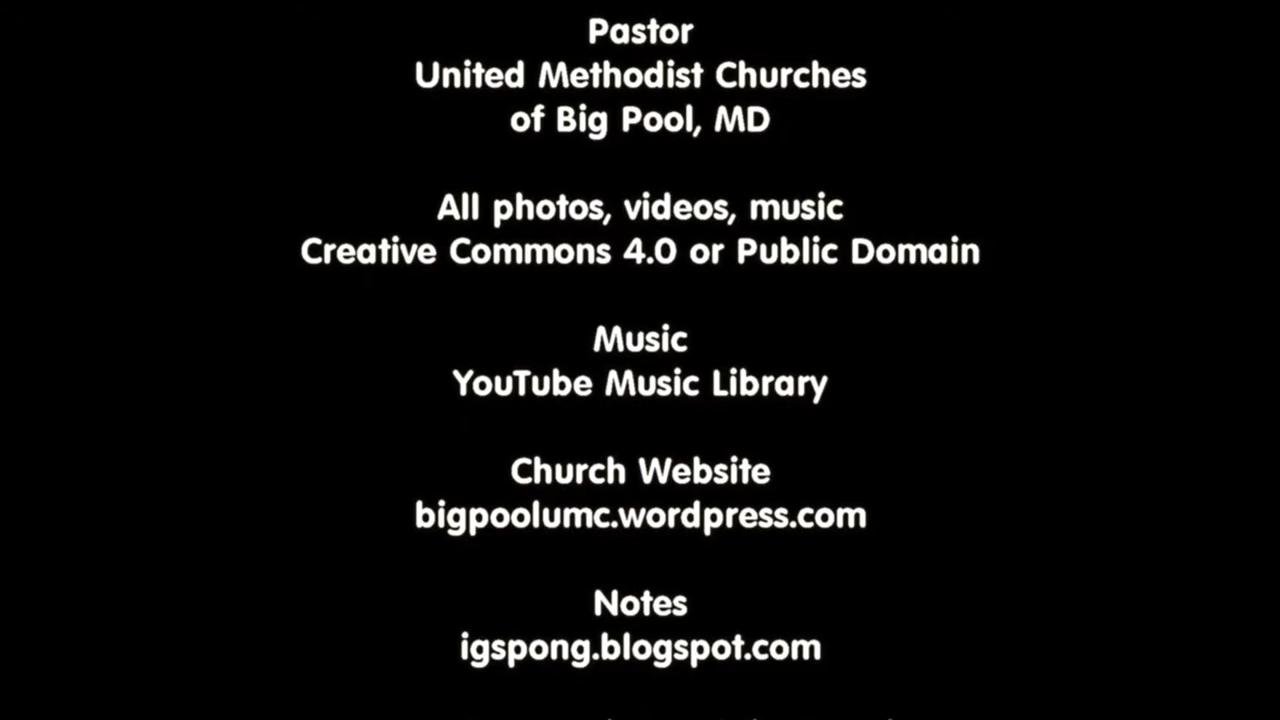 Pastor
United Methodist Churches
of Big Pool, MD
All photos, videos, music
Creative Commons 4.0 or Public Domain
Music
YouTube Music Library
Church Website
bigpoolumc.wordpress.com
Notes
igspong.blogspot.com